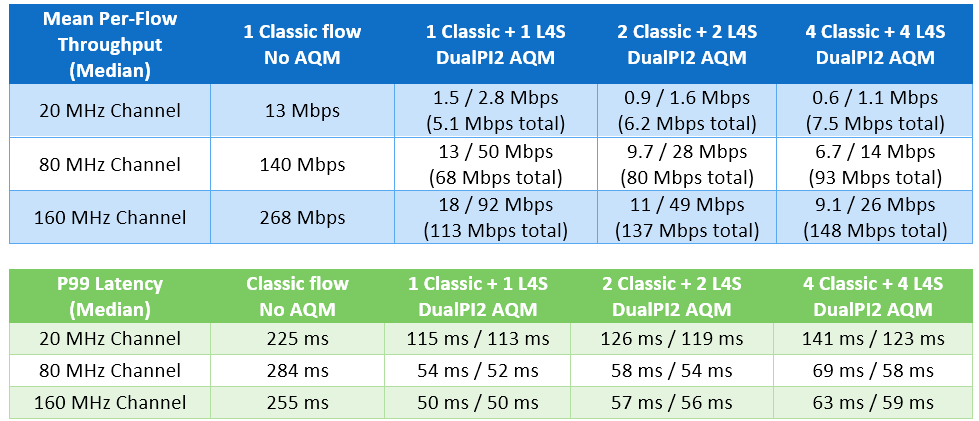 Mean Per-Flow Throughput (Median) | 1 Classic flow No AQM | 1 Classic + 1 L4S DualPI2 AQM | 2 Classic + 2 L4S DualPI2 AQM | 4 Classic + 4 L4S DualPI2 AQM
20 MHz Channel | 13 Mbps | 1.5 / 2.8 Mbps (5.1 Mbps total) | 0.9 / 1.6 Mbps (6.2 Mbps total) | 0.6 / 1.1 Mbps (7.5 Mbps total)
80 MHz Channel | 140 Mbps | 13 / 50 Mbps (68 Mbps total) | 9.7 / 28 Mbps (80 Mbps total) | 6.7 / 14 Mbps (93 Mbps total)
160 MHz Channel | 268 Mbps | 18 / 92 Mbps (113 Mbps total) | 11 / 49 Mbps (137 Mbps total) | 9.1 / 26 Mbps (148 Mbps total)
P99 Latency (Median) | Classic flow No AQM | 1 Classic + 1 L4S DualPI2 AQM | 2 Classic + 2 L4S DualPI2 AQM | 4 Classic + 4 L4S DualPI2 AQM
20 MHz Channel | 225 ms | 115 ms / 113 ms | 126 ms / 119 ms | 141 ms / 123 ms
80 MHz Channel | 284 ms | 54 ms / 52 ms | 58 ms / 54 ms | 69 ms / 58 ms
160 MHz Channel | 255 ms | 50 ms / 50 ms | 57 ms / 56 ms | 63 ms / 59 ms